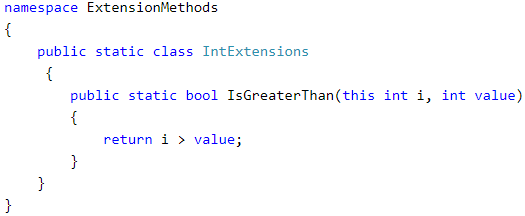 namespace ExtensionMethods
{
    public static class IntExtensions
     {
        public static bool IsGreaterThan(this int i, int value)
        {
            return i > value;
        }
    }
}